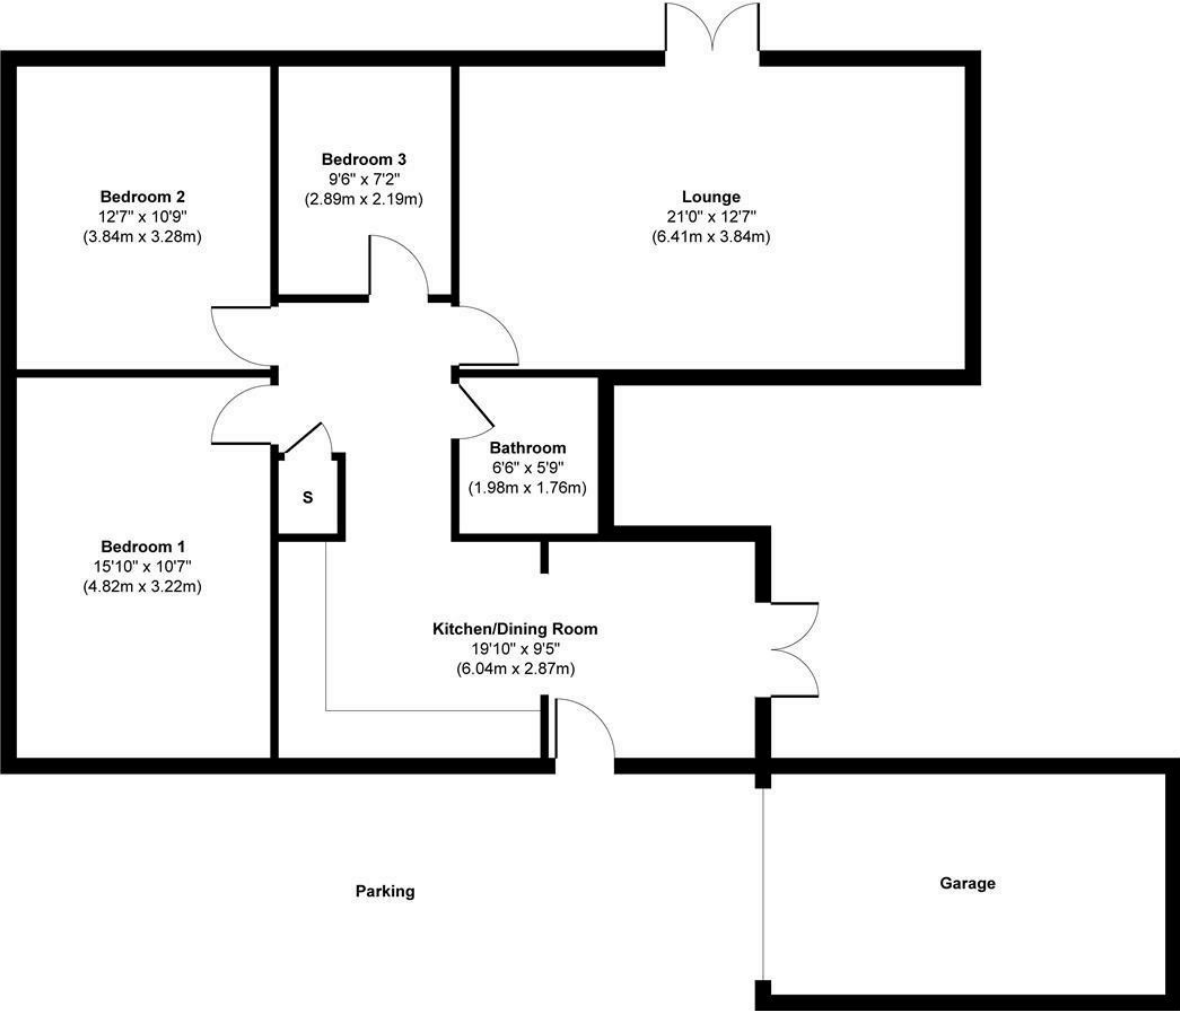 Bedroom 3
9'6" x 7'2"
(2.89m x 2.19m)
Bedroom 2
12'7" x 10'9"
(3.84m x 3.28m)
Lounge
21'0" x 12'7"
(6.41m x 3.84m)
Bathroom
6'6" x 5'9"
(1.98m x 1.76m)
S
Bedroom 1
15'10" x 10'7"
(4.82m x 3.22m)
Kitchen/Dining Room
19'10" x 9'5"
(6.04m x 2.87m)
Parking
Garage